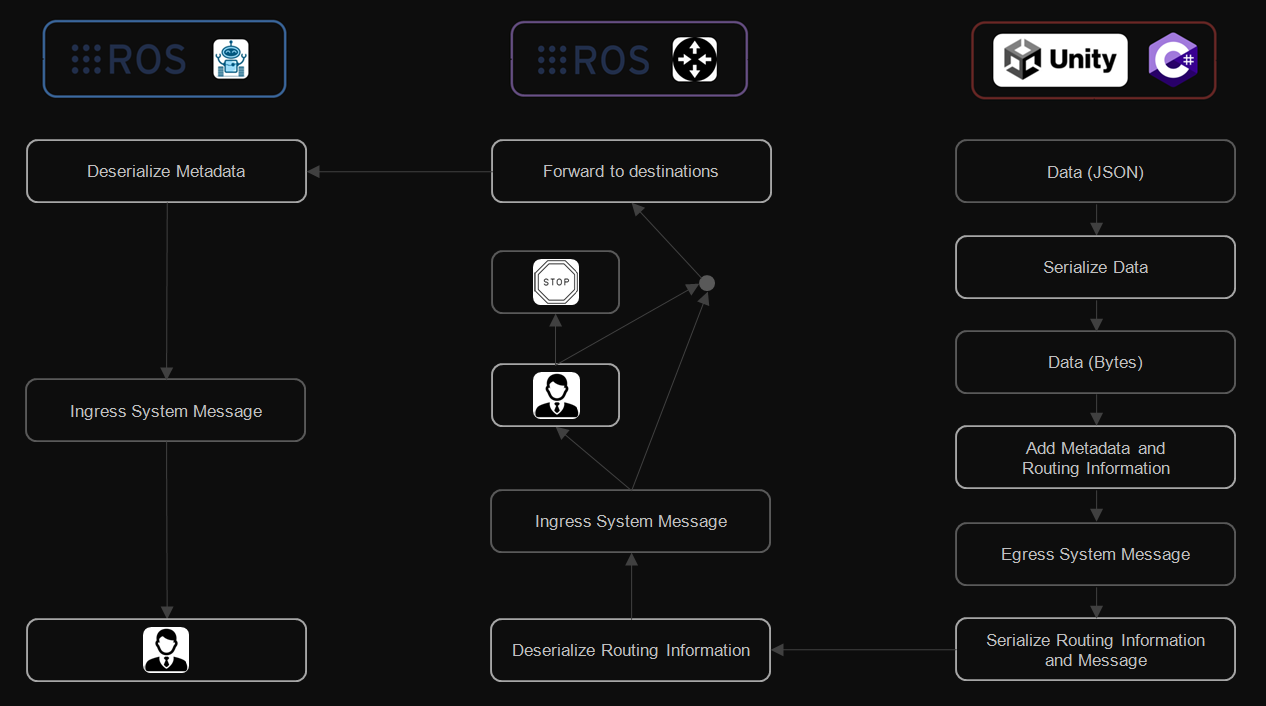 ROS
ROS
Unity
C#
Deserialize Metadata
Forward to destinations
Data (JSON)
STOP
Serialize Data
Data (Bytes)
Ingress System Message
Add Metadata and
Routing Information
Ingress System Message
Egress System Message
Deserialize Routing Information
Serialize Routing Information
and Message